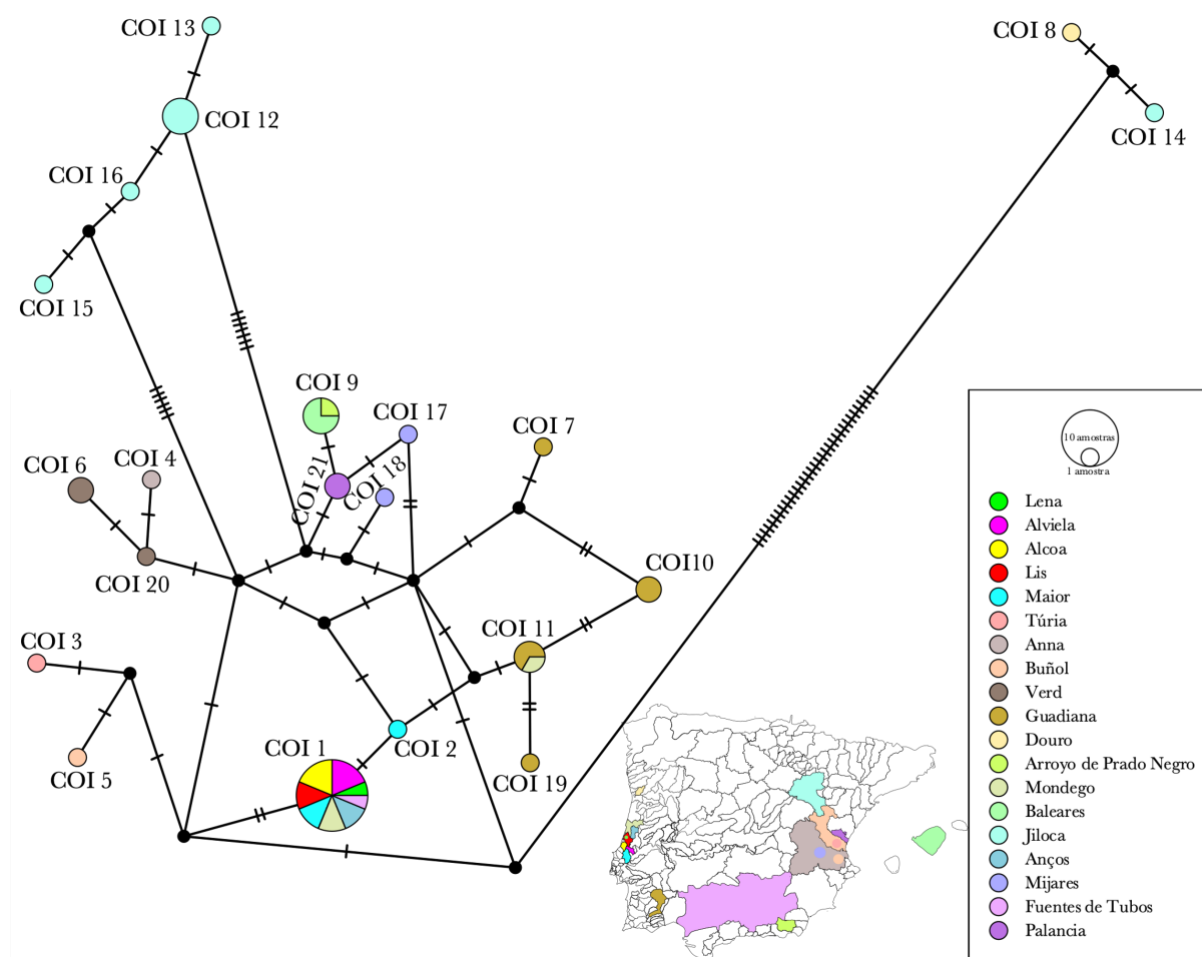 COI 13
COI 8
COI 12
COI 14
COI 16
COI 15
COI 9
COI 17
COI 7
COI 6
COI 4
COI 21
COI 18
COI 20
COI10
COI 11
COI 3
COI 2
COI 1
COI 5
COI 19
10 amostras
1 amostra
Lena
Alviela
Alcoa
Lis
Maior
Túria
Anna
Buñol
Verd
Guadiana
Douro
Arroyo de Prado Negro
Mondego
Baleares
Jiloca
Anços
Mijares
Fuentes de Tubos
Palancia